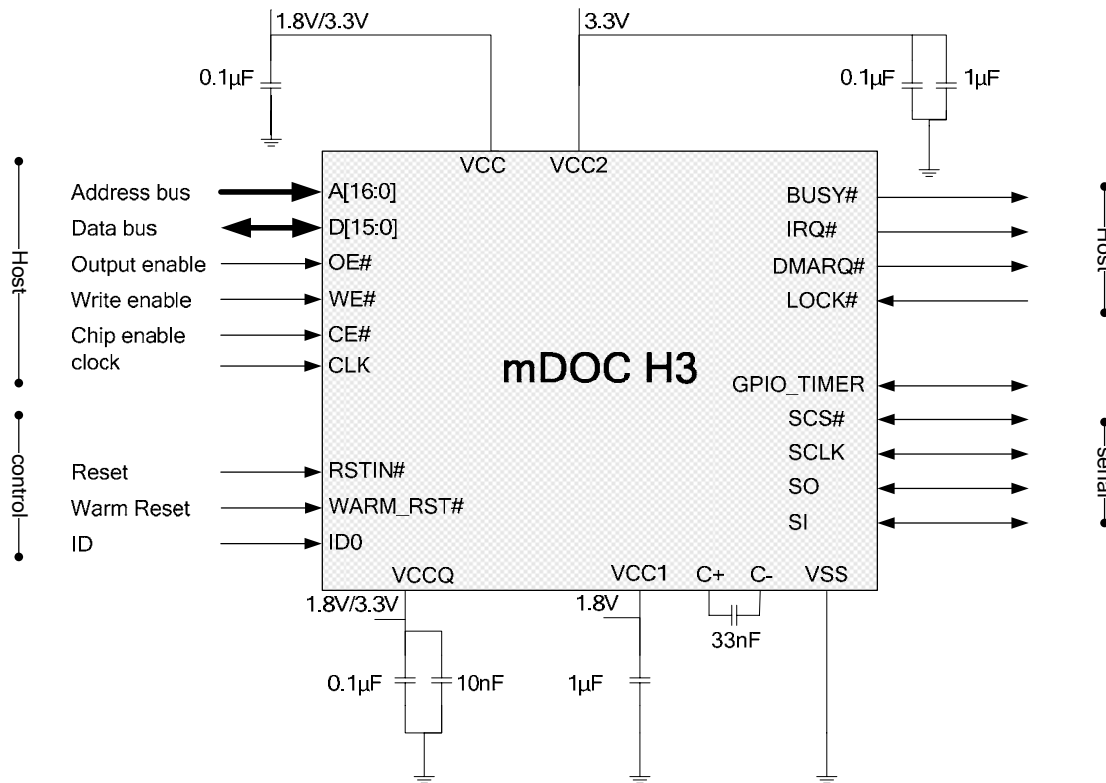 1.8V/3.3V
3.3V
0.1µF
0.1µF
1µF
VCC
VCC2
Host
Address bus
A[16:0]
Data bus
D[15:0]
Output enable
OE#
Write enable
WE#
Chip enable
CE#
clock
CLK
mDOC H3
BUSY#
IRQ#
DMARQ#
LOCK#
Host
GPIO_TIMER
SCS#
SCLK
SO
SI
serial
control
Reset
RSTIN#
Warm Reset
WARM_RST#
ID
ID0
VCCQ
VCC1
C+
C-
VSS
1.8V/3.3V
1.8V
33nF
0.1µF
10nF
1µF